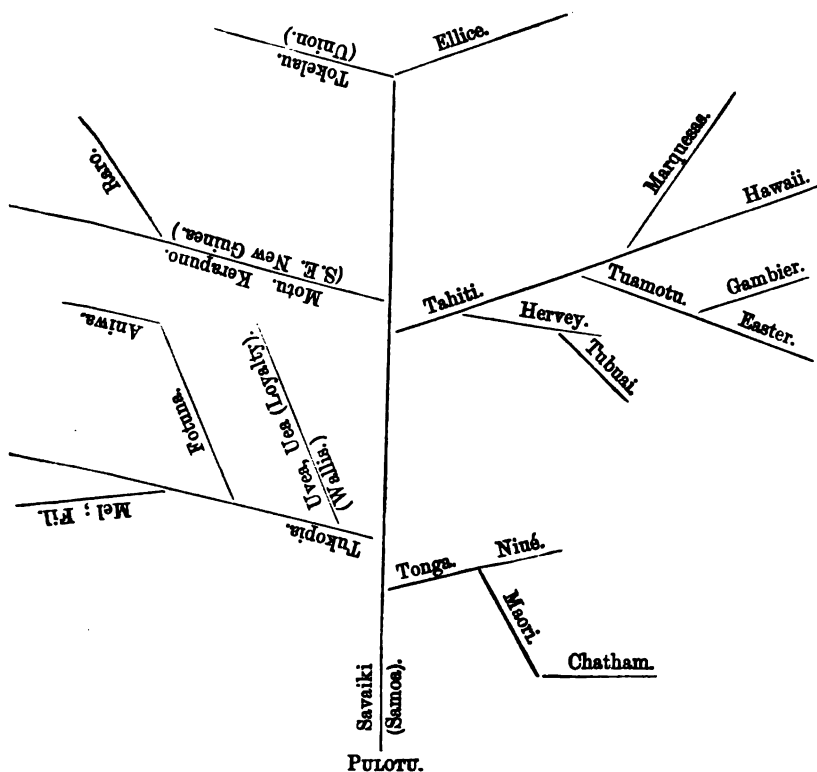 Ellice.
(Union.)
Tokelau.
Marquesas.
Raro.
Hawaii.
(S. E. New Guinea.)
Motu. Kerapuno.
Tahiti.
Tuamotu.
Gambier.
Hervey.
Easter.
Aniwa.
Tubuai.
Fotuna.
Uvea, Uea (Loyalty).
(Wallis.)
Mel ; Fil.
Tukopia.
Tonga.
Niué.
Maori.
Chatham.
Savaiki
(Samoa).
PULOTU.